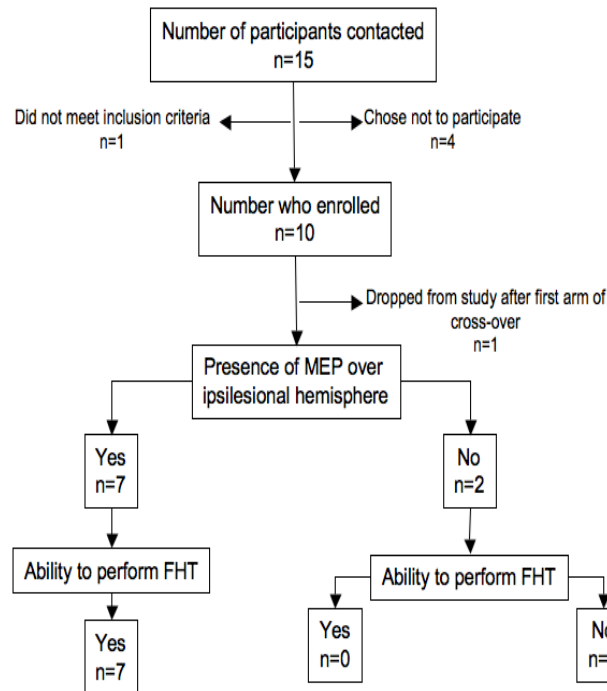 Number of participants contacted
n=15
Did not meet inclusion criteria
n=1
Chose not to participate
n=4
Number who enrolled
n=10
Dropped from study after first arm of
cross-over
n=1
Presence of MEP over
ipsilesional hemisphere
Yes
n=7
No
n=2
Ability to perform FHT
Ability to perform FHT
Yes
n=7
Yes
n=0
No
n=